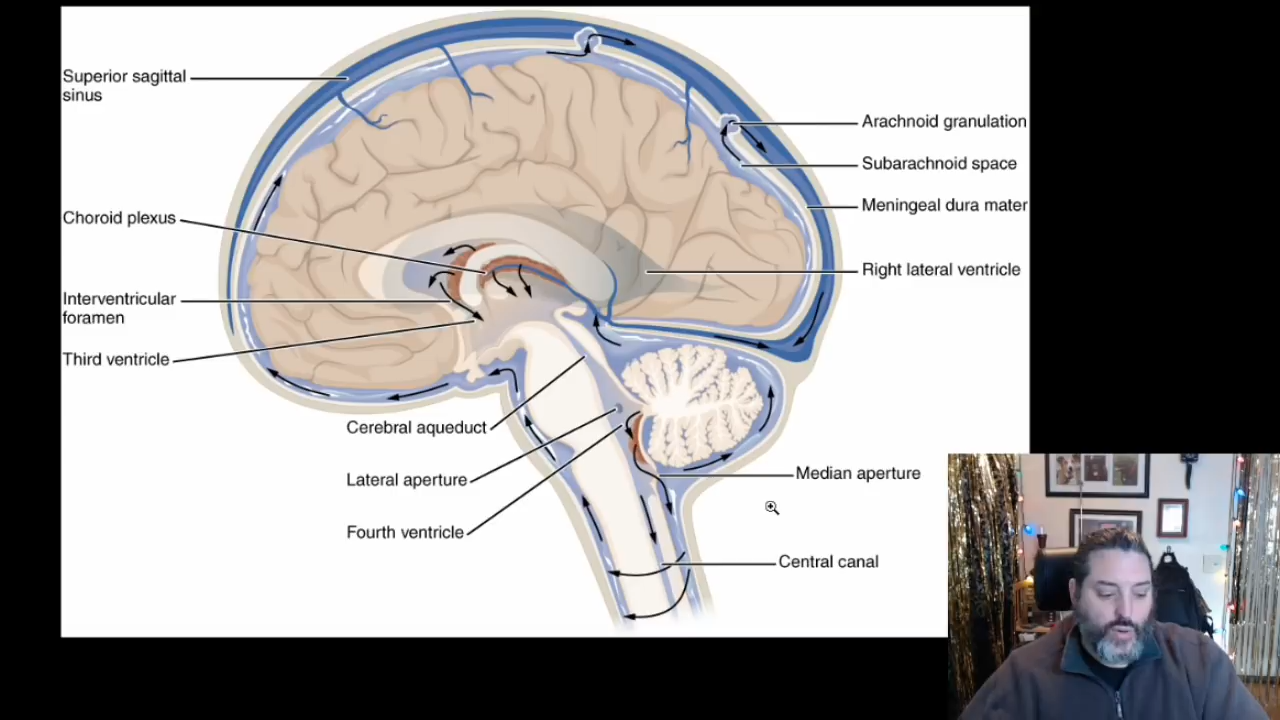 Superior sagittal
sinus
Choroid plexus
Interventricular
foramen
Third ventricle
Cerebral aqueduct
Lateral aperture
Fourth ventricle
Arachnoid granulation
Subarachnoid space
Meningeal dura mater
Right lateral ventricle
Median aperture
Central canal